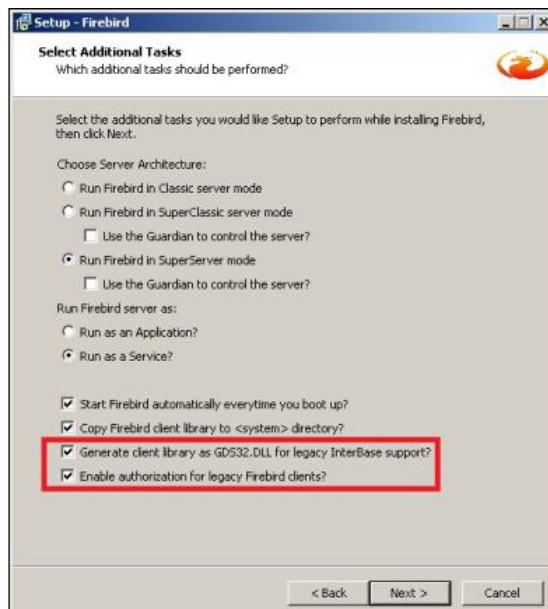 Setup - Firebird
Select Additional Tasks
Which additional tasks should be performed?
Select the additional tasks you would like Setup to perform while installing Firebird,
then click Next.
Choose Server Architecture:
Run Firebird in Classic server mode
Run Firebird in SuperClassic server mode
Use the Guardian to control the server?
Run Firebird in SuperServer mode
Use the Guardian to control the server?
Run Firebird server as:
Run as an Application?
Run as a Service?
Start Firebird automatically everytime you boot up?
Copy Firebird client library to <system> directory?
Generate client library as GDS32.DLL for legacy InterBase support?
Enable authorization for legacy Firebird clients?
< Back Next > Cancel